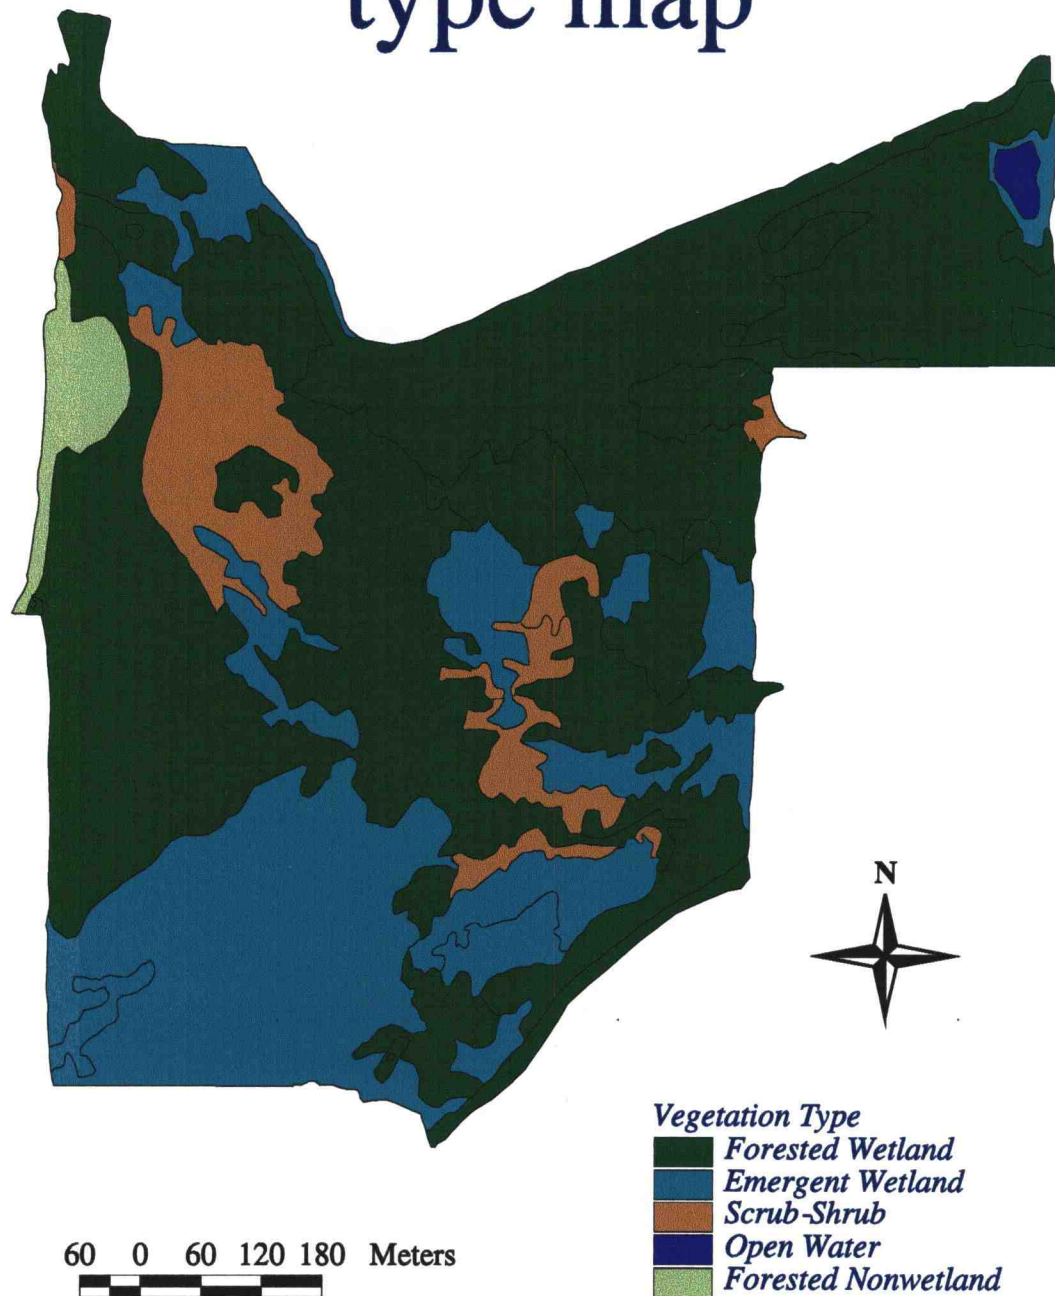 type map
N
Vegetation Type
Forested Wetland
Emergent Wetland
Scrub-Shrub
Open Water
Forested Nonwetland
60 0 60 120 180 Meters